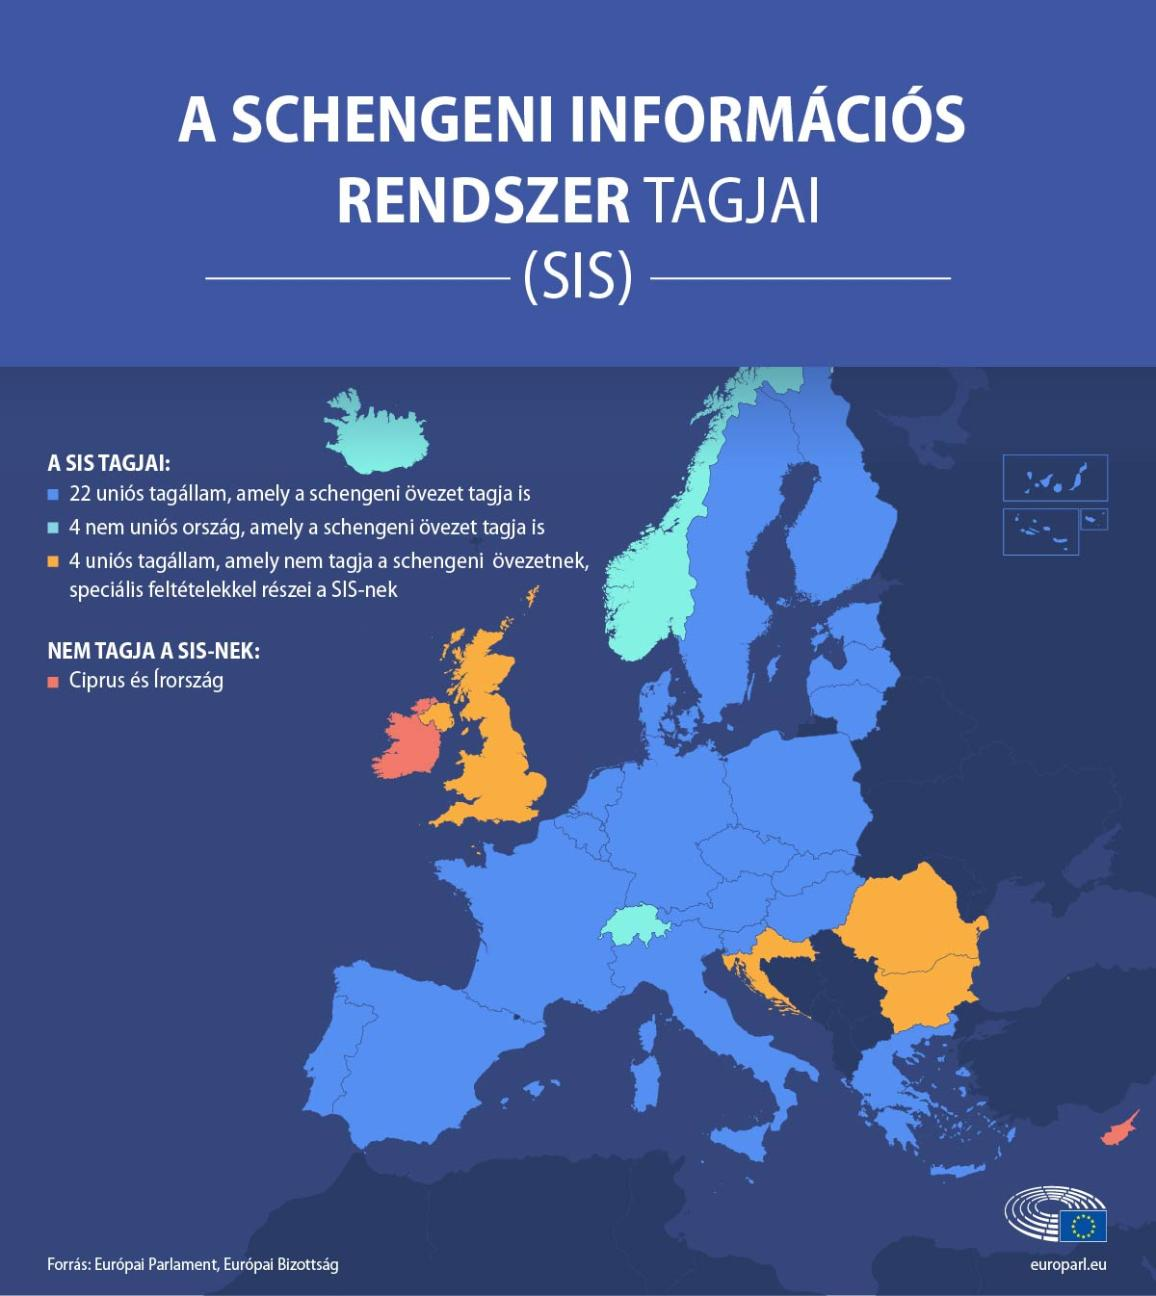 A SCHENGENI INFORMÁCIÓS
RENDSZER TAGJAI
(SIS)
A SIS TAGJAI:
22 uniós tagállam, amely a schengeni övezet tagja is
4 nem uniós ország, amely a schengeni övezet tagja is
4 uniós tagállam, amely nem tagja a schengeni övezetnek,
speciális feltételekkel részei a SIS-nek
NEM TAGJA A SIS-NEK:
Ciprus és Írország
Forrás: Európai Parlament, Európai Bizottság
europarl.eu